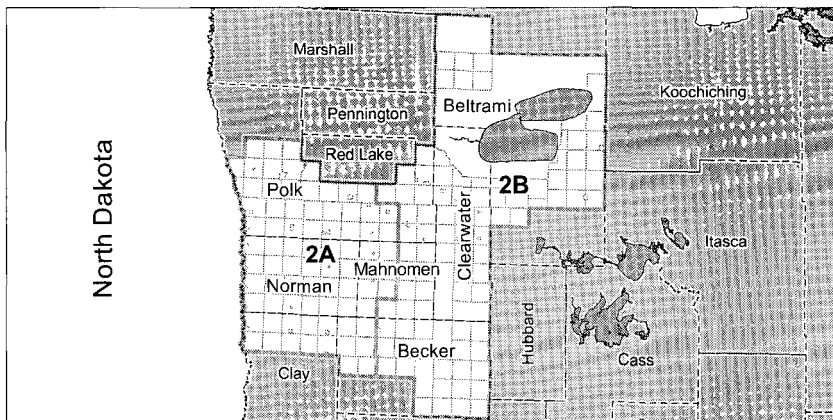 Marshall
Beltrami
Koochiching
Pennington
Red Lake
North Dakota
Polk
2B
Clearwater
Itasca
2A
Mahnomen
Norman
Hubbard
Becker
Cass
Clay